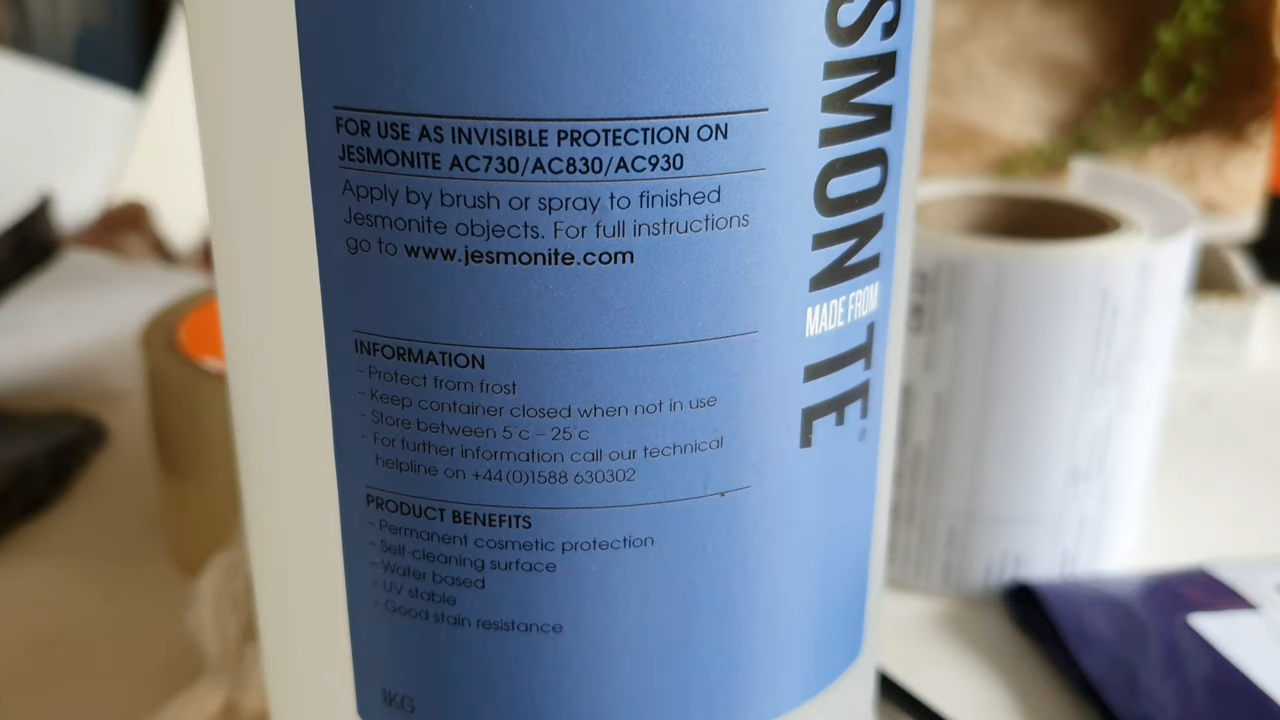 FOR USE AS INVISIBLE PROTECTION ON
JESMONITE AC730/AC830/AC930
Apply by brush or spray to finished
Jesmonite objects. For full instructions
go to www.jesmonite.com
INFORMATION
- Protect from frost
- Keep container closed when not in use
- Store between 5°c – 25°c
- For further information call our technical
helpline on +44(0)1588 630302
PRODUCT BENEFITS
- Permanent cosmetic protection
- Self-cleaning surface
- Water based
- UV stable
- Good stain resistance
1KG
SMONITE®
MADE FROM